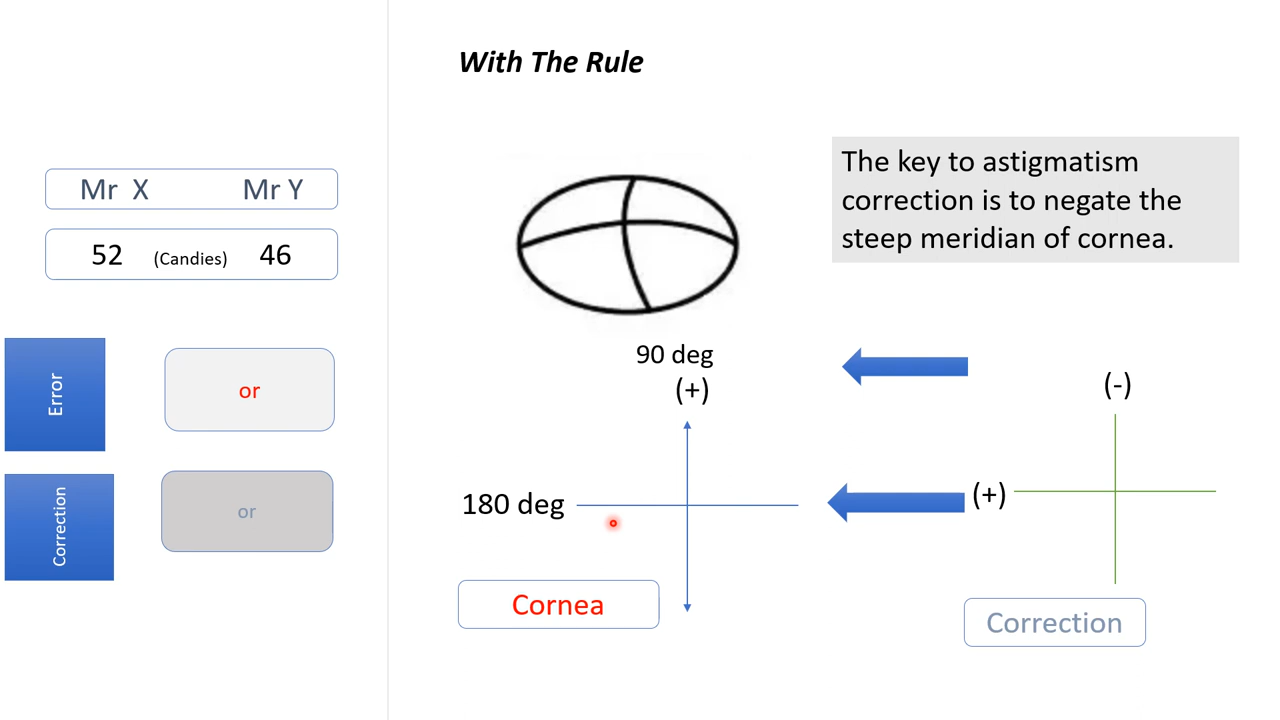 With The Rule
Mr X Mr Y
52 (Candies) 46
Error
or
Correction
or
The key to astigmatism
correction is to negate the
steep meridian of cornea.
90 deg
(+)
180 deg
Cornea
(-)
(+)
Correction